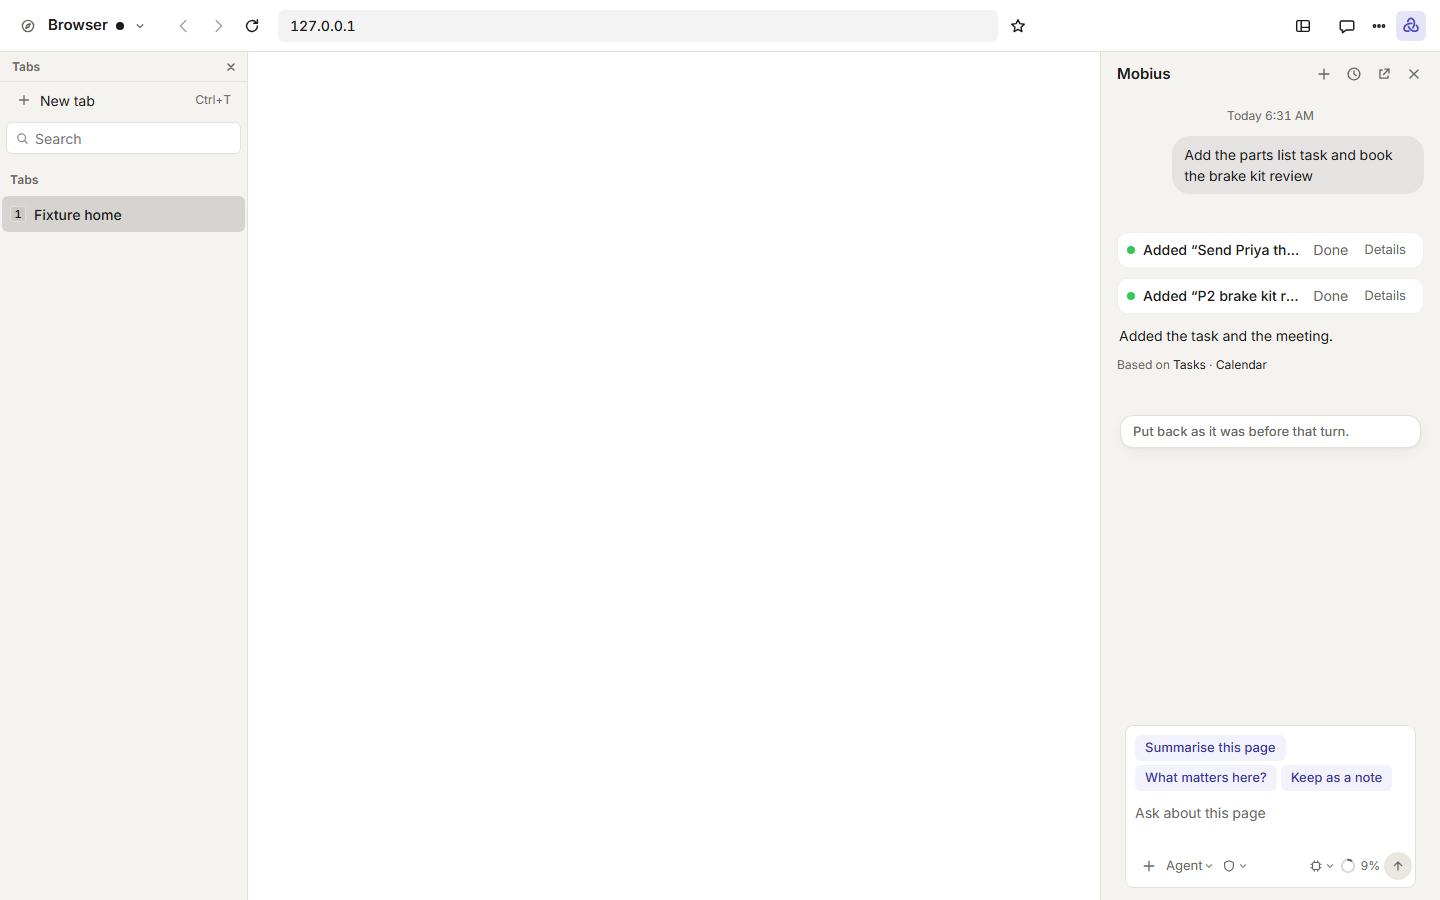 Browser
127.0.0.1
Tabs
New tab
Ctrl+T
Search
Tabs
1 Fixture home
Mobius
Today 6:31 AM
Add the parts list task and book
the brake kit review
Added “Send Priya th... Done Details
Added “P2 brake kit r... Done Details
Added the task and the meeting.
Based on Tasks · Calendar
Put back as it was before that turn.
Summarise this page
What matters here? Keep as a note
Ask about this page
Agent 9%